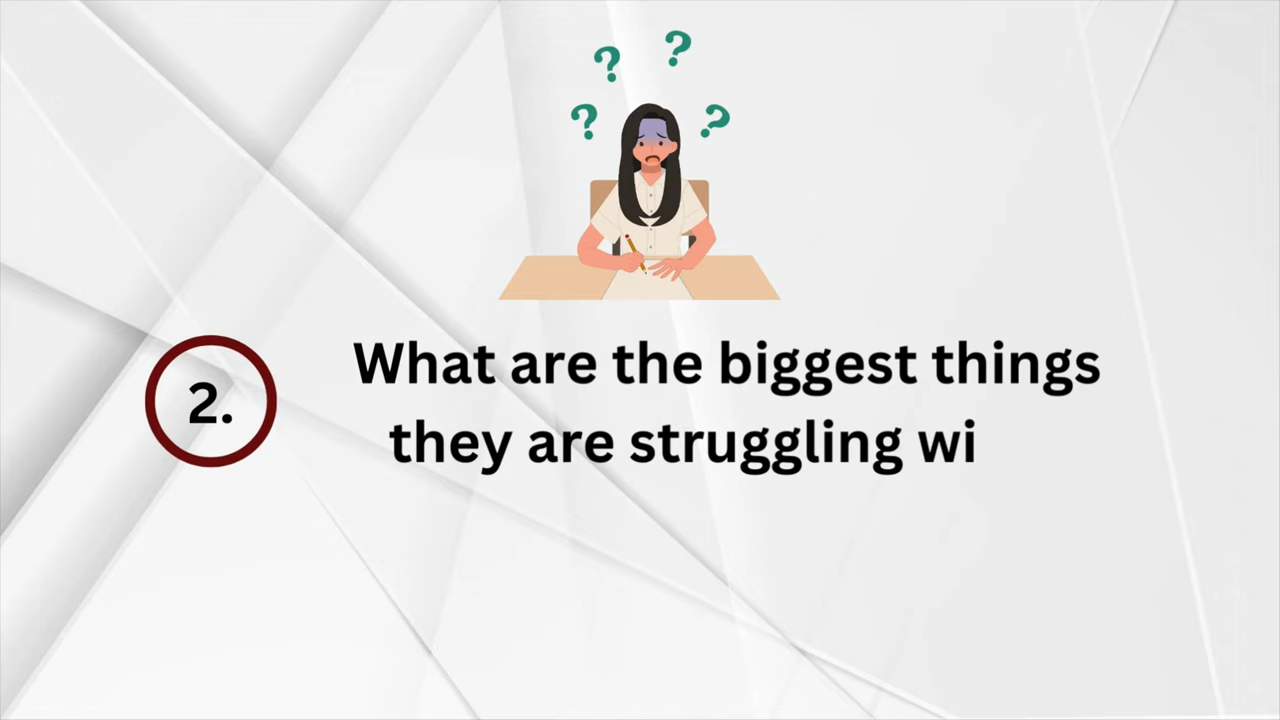 ?
?
?
?
2.
What are the biggest things
they are struggling wi